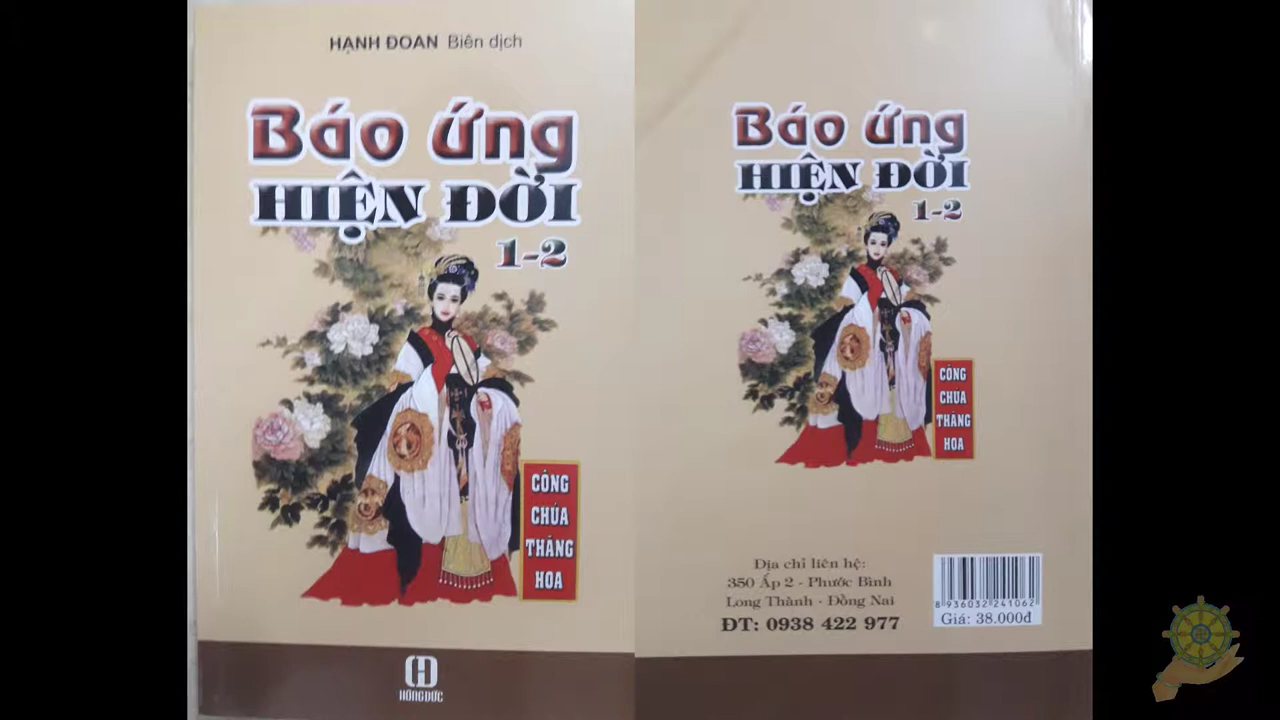 HẠNH ĐOAN Biên dịch
Báo ứng
HIỆN ĐỜI
1-2
CÔNG
CHÚA
THĂNG
HOA
HỒNG ĐỨC
Báo ứng
HIỆN ĐỜI
1-2
CÔNG
CHÚA
THĂNG
HOA
Địa chỉ liên hệ:
350 Ấp 2 - Phước Bình
Long Thành - Đồng Nai
ĐT: 0938 422 977
8 936032 241062
Giá: 38.000đ